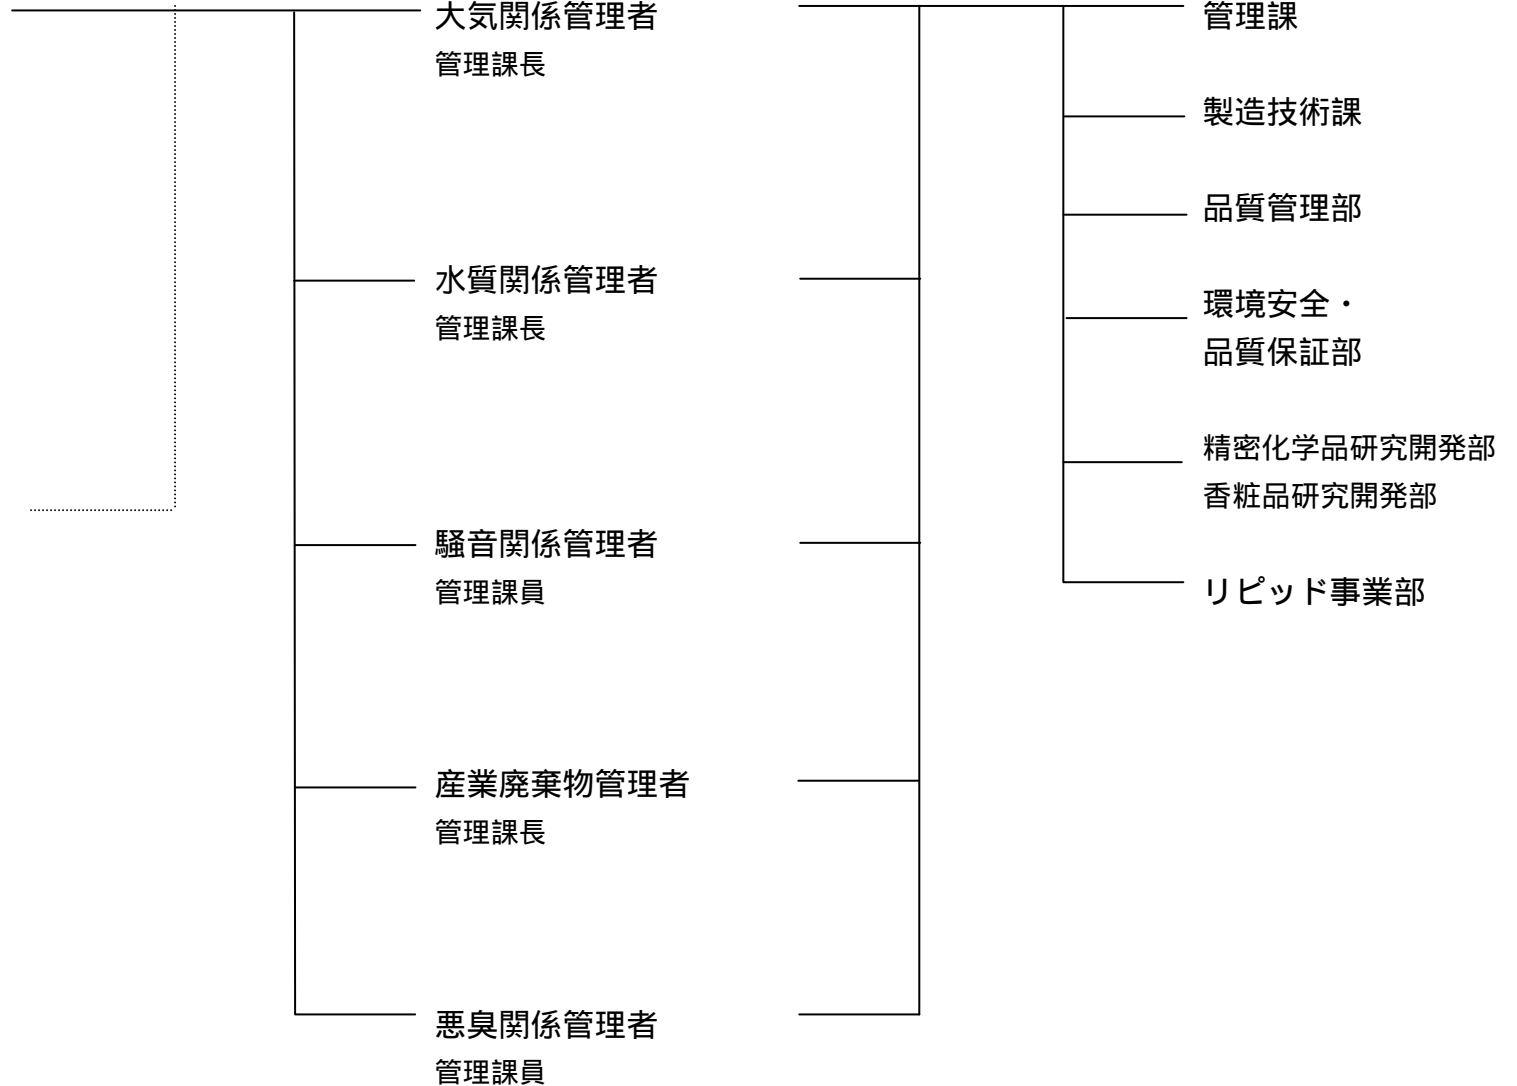 大気関係管理者
管理課長
水質関係管理者
管理課長
騒音関係管理者
管理課員
産業廃棄物管理者
管理課長
悪臭関係管理者
管理課員
管理課
製造技術課
品質管理部
環境安全・
品質保証部
精密化学品研究開発部
香粧品研究開発部
リピッド事業部